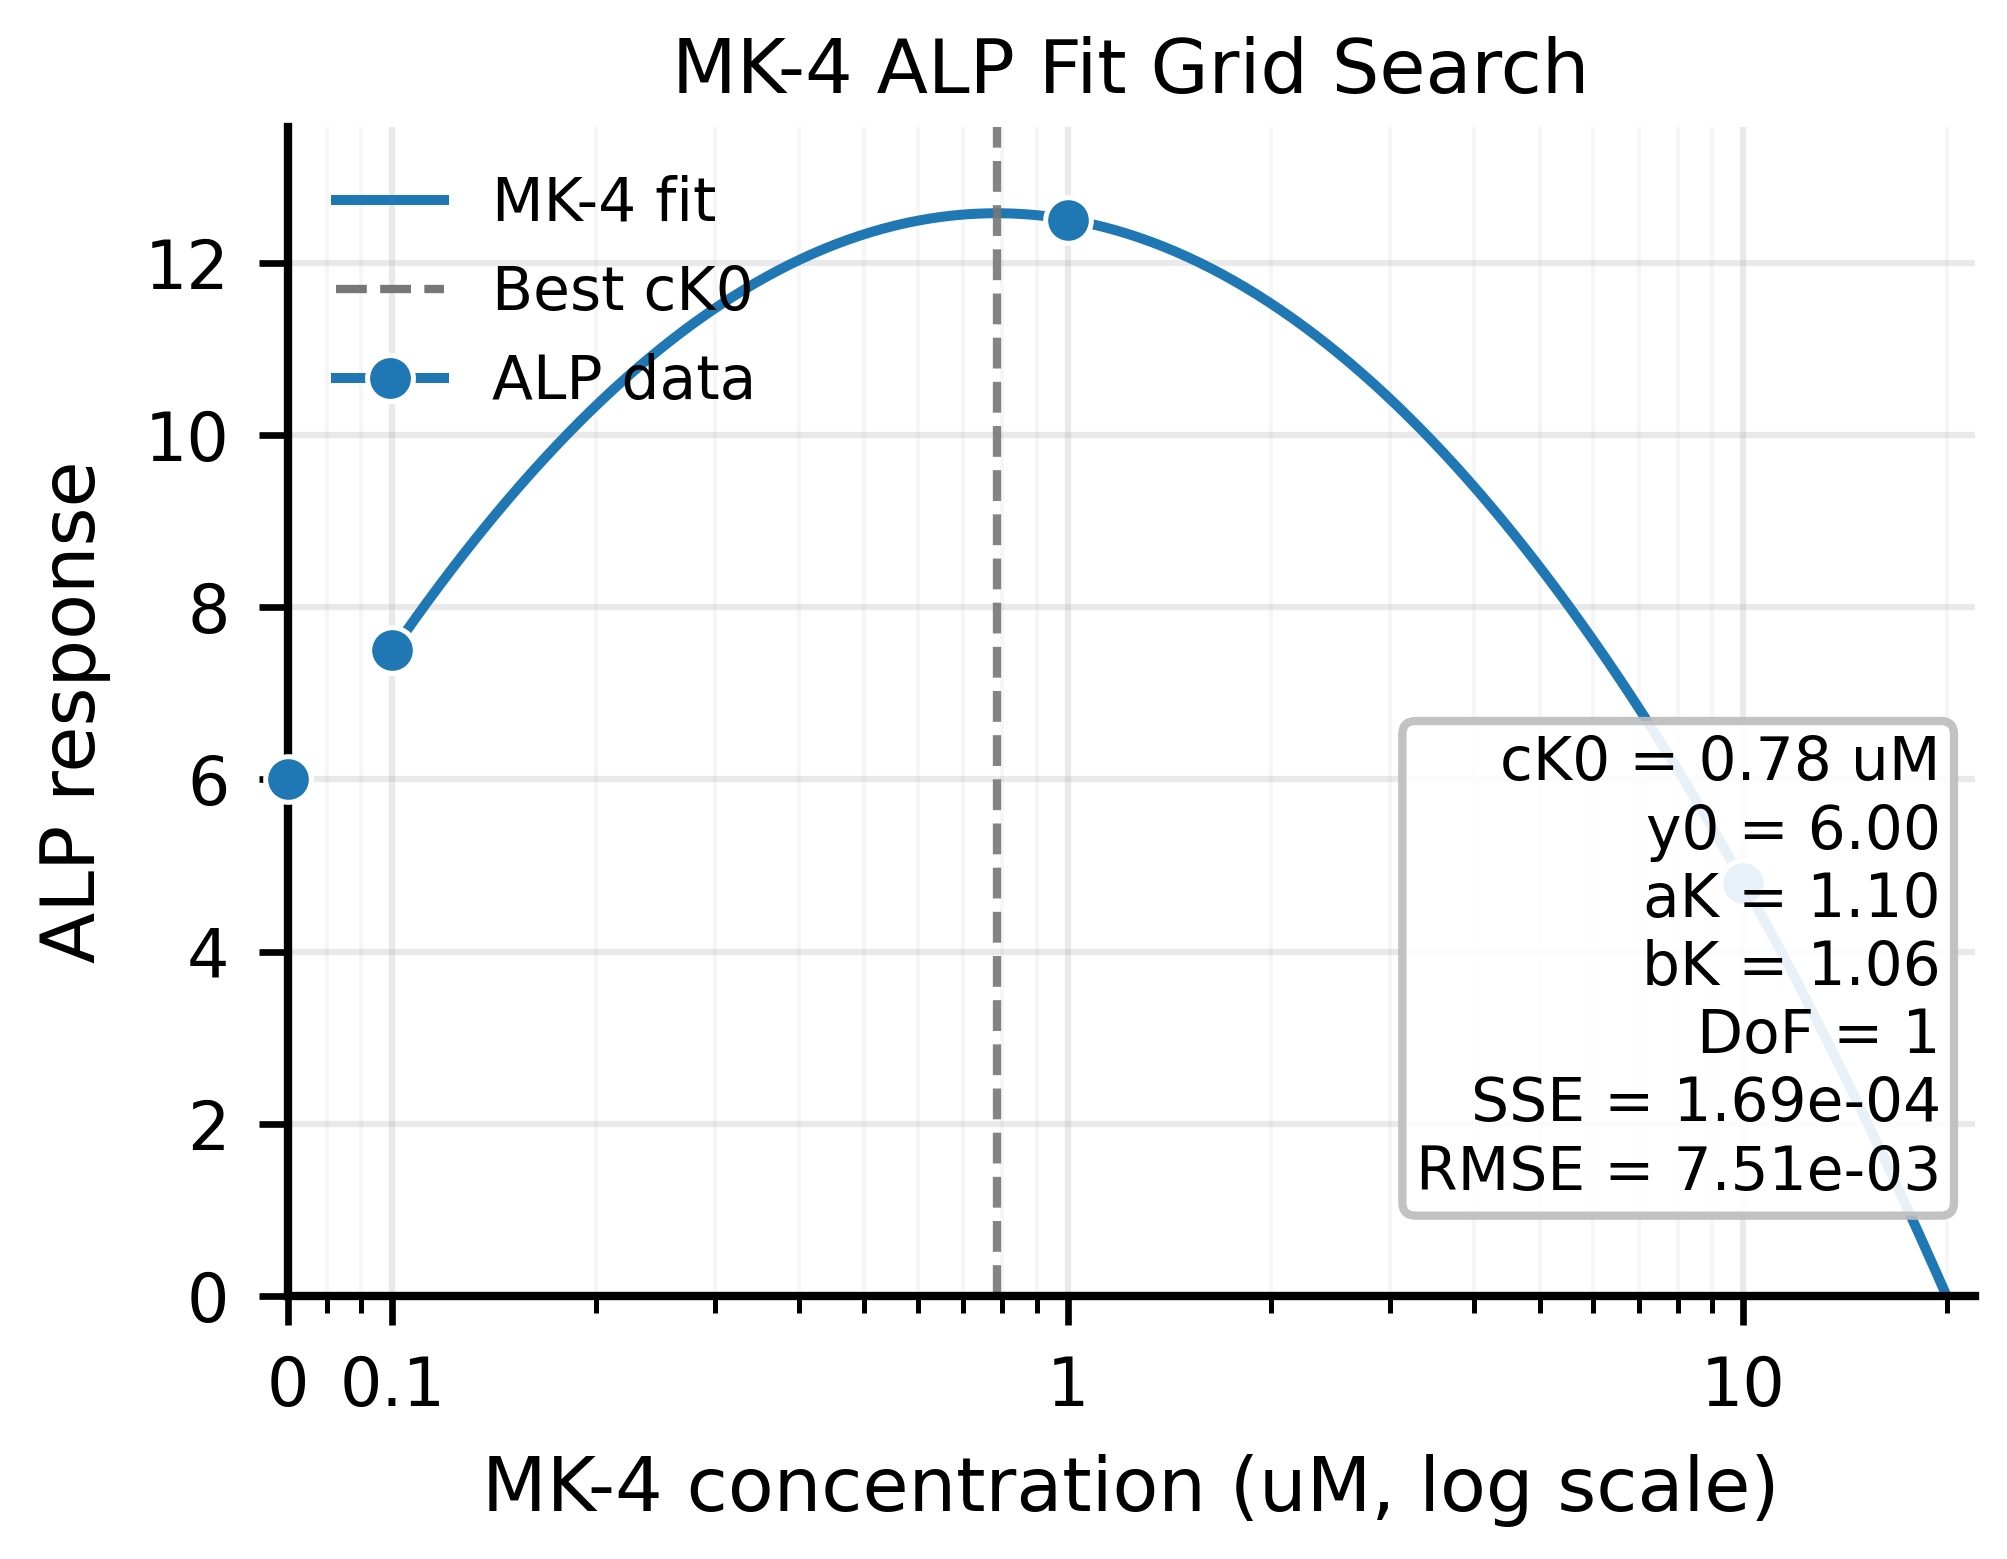 MK-4 ALP Fit Grid Search
MK-4 fit
Best cK0
ALP data
12
10
8
6
4
2
0
ALP response
cK0 = 0.78 uM
y0 = 6.00
aK = 1.10
bK = 1.06
DoF = 1
SSE = 1.69e-04
RMSE = 7.51e-03
0 0.1 1 10
MK-4 concentration (uM, log scale)